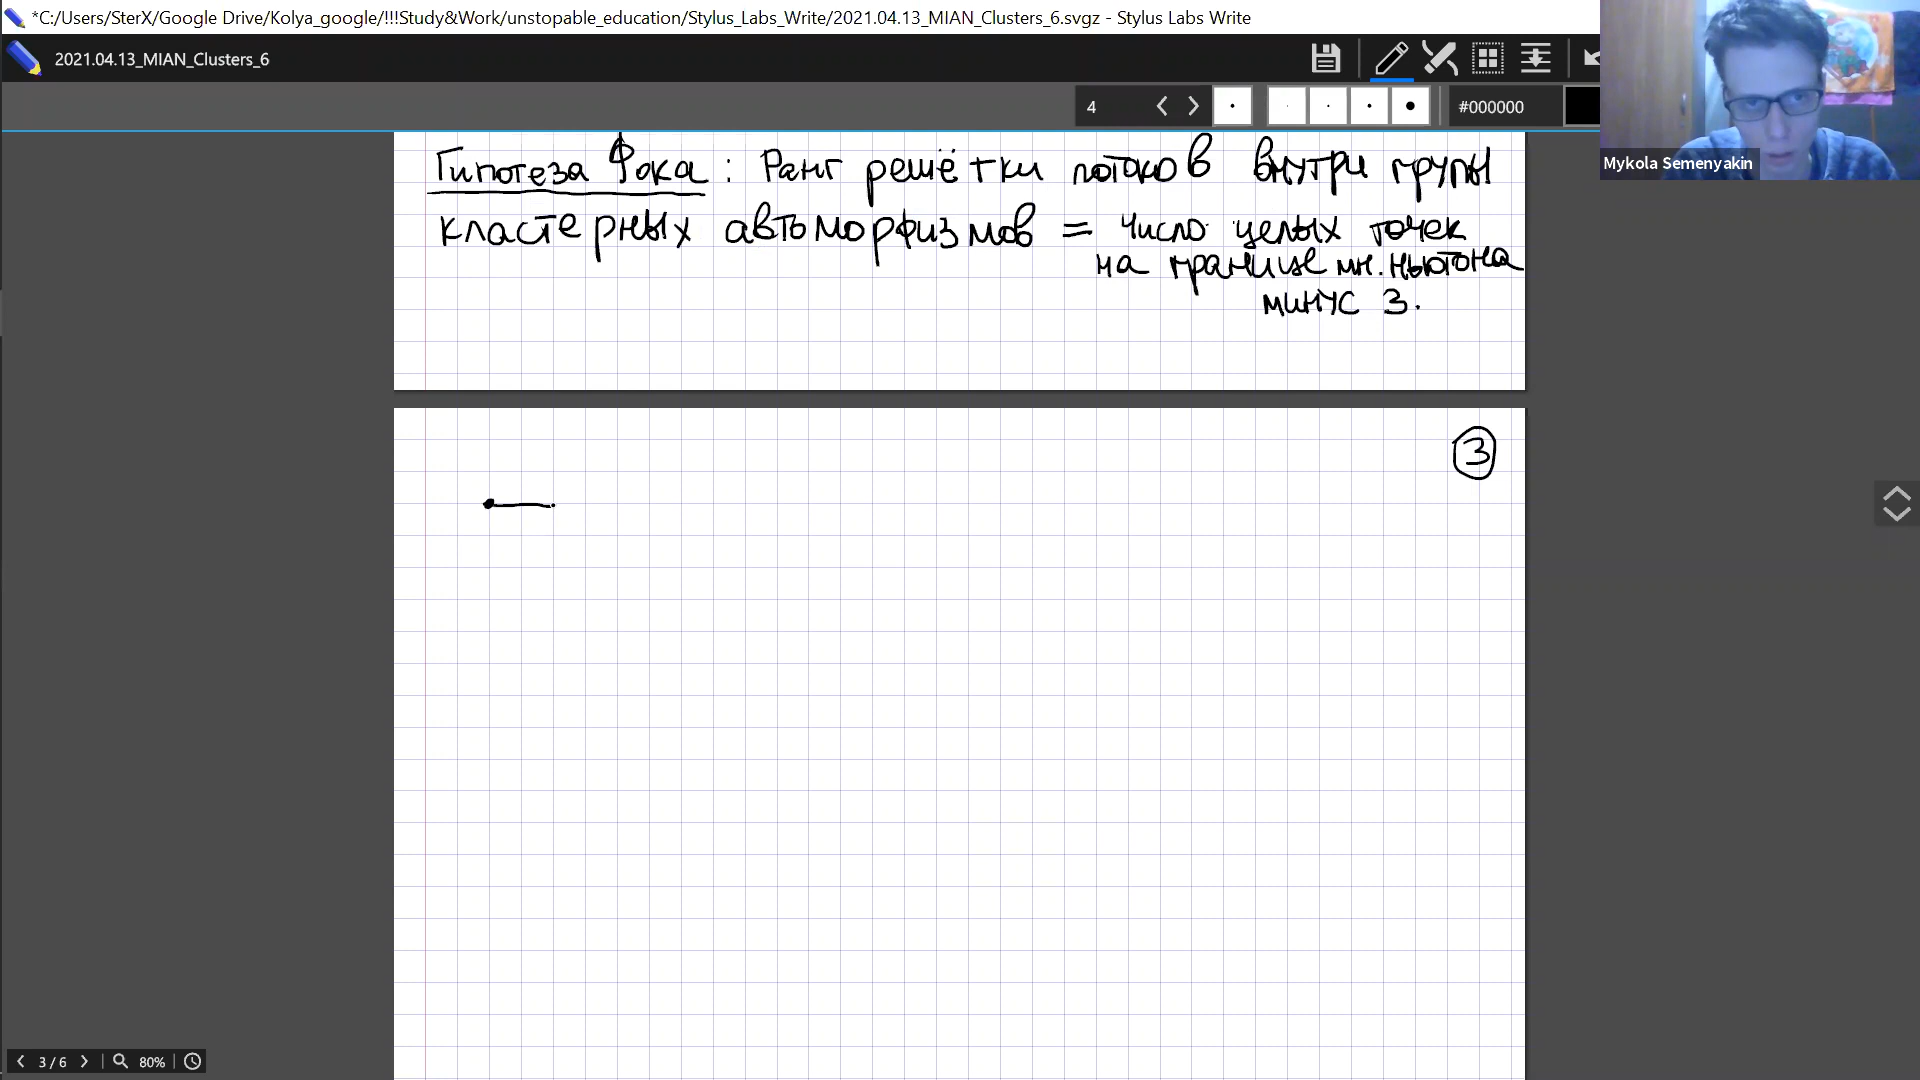 *C:/Users/SterX/Google Drive/Kolya_google/!!!Study&Work/unstopable_education/Stylus_Labs_Write/2021.04.13_MIAN_Clusters_6.svgz - Stylus Labs Write
2021.04.13_MIAN_Clusters_6
4
#000000
Mykola Semenyakin
Гипотеза Фока: Ранг решётки потоков внутри групы
кластерных автоморфизмов = число целых точек
на границе мн. Ньютона
минус 3.
3
3 / 6
80%